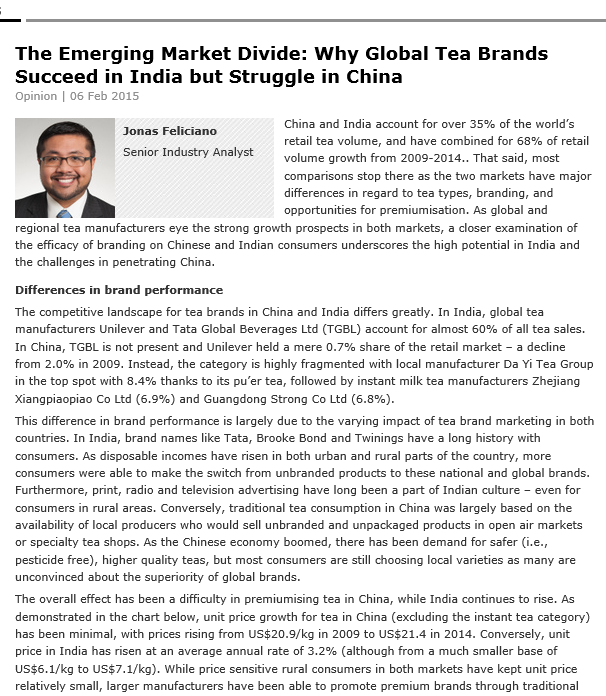 The Emerging Market Divide: Why Global Tea Brands
Succeed in India but Struggle in China
Opinion | 06 Feb 2015
Jonas Feliciano
Senior Industry Analyst
China and India account for over 35% of the world's
retail tea volume, and have combined for 68% of retail
volume growth from 2009-2014.. That said, most
comparisons stop there as the two markets have major
differences in regard to tea types, branding, and
opportunities for premiumisation. As global and
regional tea manufacturers eye the strong growth prospects in both markets, a closer examination of
the efficacy of branding on Chinese and Indian consumers underscores the high potential in India and
the challenges in penetrating China.
Differences in brand performance
The competitive landscape for tea brands in China and India differs greatly. In India, global tea
manufacturers Unilever and Tata Global Beverages Ltd (TGBL) account for almost 60% of all tea sales.
In China, TGBL is not present and Unilever held a mere 0.7% share of the retail market – a decline
from 2.0% in 2009. Instead, the category is highly fragmented with local manufacturer Da Yi Tea Group
in the top spot with 8.4% thanks to its pu'er tea, followed by instant milk tea manufacturers Zhejiang
Xiangpiaopiao Co Ltd (6.9%) and Guangdong Strong Co Ltd (6.8%).
This difference in brand performance is largely due to the varying impact of tea brand marketing in both
countries. In India, brand names like Tata, Brooke Bond and Twinings have a long history with
consumers. As disposable incomes have risen in both urban and rural parts of the country, more
consumers were able to make the switch from unbranded products to these national and global brands.
Furthermore, print, radio and television advertising have long been a part of Indian culture – even for
consumers in rural areas. Conversely, traditional tea consumption in China was largely based on the
availability of local producers who would sell unbranded and unpackaged products in open air markets
or specialty tea shops. As the Chinese economy boomed, there has been demand for safer (i.e.,
pesticide free), higher quality teas, but most consumers are still choosing local varieties as many are
unconvinced about the superiority of global brands.
The overall effect has been a difficulty in premiumising tea in China, while India continues to rise. As
demonstrated in the chart below, unit price growth for tea in China (excluding the instant tea category)
has been minimal, with prices rising from US$20.9/kg in 2009 to US$21.4 in 2014. Conversely, unit
price in India has risen at an average annual rate of 3.2% (although from a much smaller base of
US$6.1/kg to US$7.1/kg). While price sensitive rural consumers in both markets have kept unit price
relatively small, larger manufacturers have been able to promote premium brands through traditional